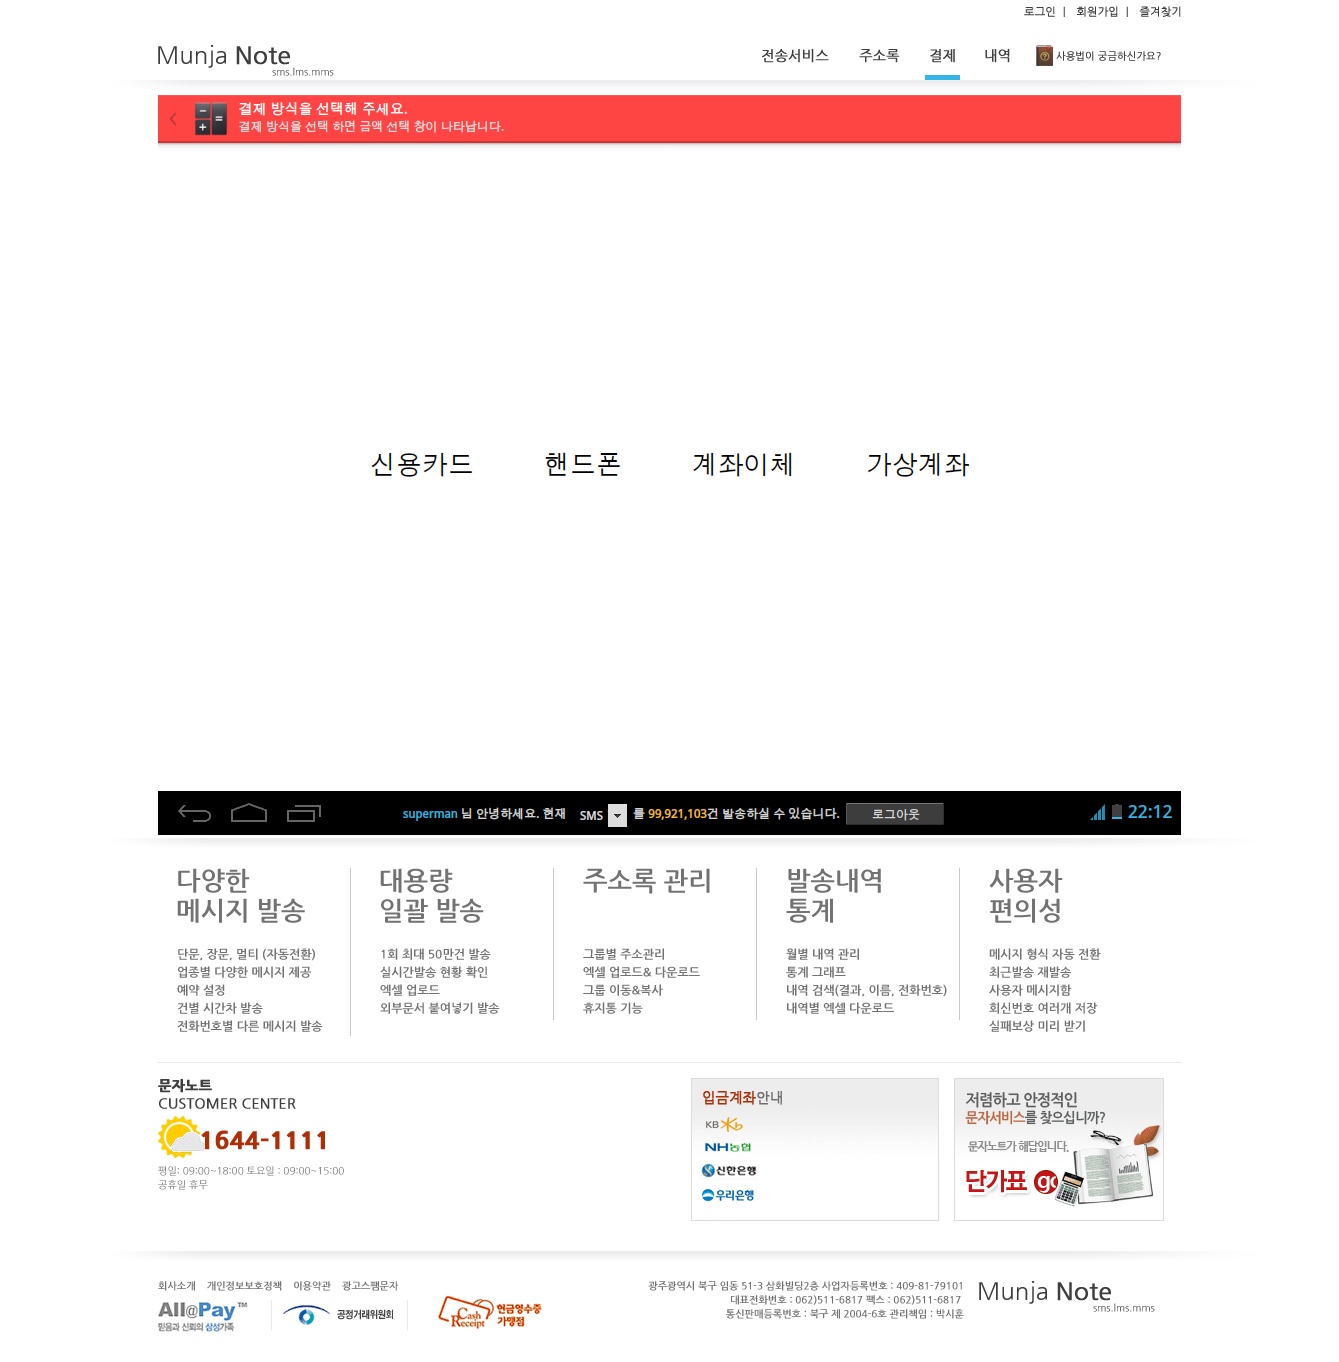 로그인 | 회원가입 | 즐겨찾기
Munja Note
sms.lms.mms
전송서비스 주소록 결제 내역 사용법이 궁금하신가요?
결제 방식을 선택해 주세요.
결제 방식을 선택 하면 금액 선택 창이 나타납니다.
신용카드 핸드폰 계좌이체 가상계좌
superman 님 안녕하세요. 현재 SMS 를 99,921,103건 발송하실 수 있습니다. 로그아웃 22:12
다양한
메시지 발송
단문, 장문, 멀티 (자동전환)
업종별 다양한 메시지 제공
예약 설정
건별 시간차 발송
전화번호별 다른 메시지 발송
대용량
일괄 발송
1회 최대 50만건 발송
실시간발송 현황 확인
엑셀 업로드
외부문서 붙여넣기 발송
주소록 관리
그룹별 주소관리
엑셀 업로드& 다운로드
그룹 이동&복사
휴지통 기능
발송내역
통계
월별 내역 관리
통계 그래프
내역 검색(결과, 이름, 전화번호)
내역별 엑셀 다운로드
사용자
편의성
메시지 형식 자동 전환
최근발송 재발송
사용자 메시지함
회신번호 여러개 저장
실패보상 미리 받기
문자노트
CUSTOMER CENTER
1644-1111
평일: 09:00~18:00 토요일 : 09:00~15:00
공휴일 휴무
입금계좌안내
KB Kb
NH농협
신한은행
우리은행
저렴하고 안정적인
문자서비스를 찾으십니까?
문자노트가 해답입니다.
단가표 go
회사소개 개인정보보호정책 이용약관 광고스팸문자
All@Pay™
믿음과 신뢰의 삼성가족
공정거래위원회
Cash Receipt
현금영수증
가맹점
광주광역시 북구 임동 51-3 삼화빌딩2층 사업자등록번호 : 409-81-79101
대표전화번호 : 062)511-6817 팩스 : 062)511-6817
통신판매등록번호 : 북구 제 2004-6호 관리책임 : 박시훈
Munja Note
sms.lms.mms